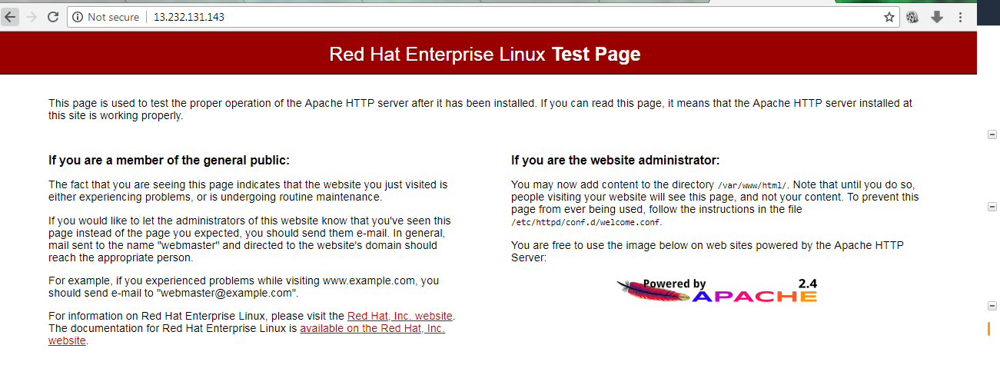 Not secure | 13.232.131.143
Red Hat Enterprise Linux Test Page
This page is used to test the proper operation of the Apache HTTP server after it has been installed. If you can read this page, it means that the Apache HTTP server installed at
this site is working properly.
If you are a member of the general public:
The fact that you are seeing this page indicates that the website you just visited is
either experiencing problems, or is undergoing routine maintenance.
If you would like to let the administrators of this website know that you've seen this
page instead of the page you expected, you should send them e-mail. In general,
mail sent to the name "webmaster" and directed to the website's domain should
reach the appropriate person.
For example, if you experienced problems while visiting www.example.com, you
should send e-mail to "webmaster@example.com".
For information on Red Hat Enterprise Linux, please visit the Red Hat, Inc. website.
The documentation for Red Hat Enterprise Linux is available on the Red Hat, Inc.
website.
If you are the website administrator:
You may now add content to the directory /var/www/html/. Note that until you do so,
people visiting your website will see this page, and not your content. To prevent this
page from ever being used, follow the instructions in the file
/etc/httpd/conf.d/welcome.conf.
You are free to use the image below on web sites powered by the Apache HTTP
Server:
Powered by 2.4
APACHE